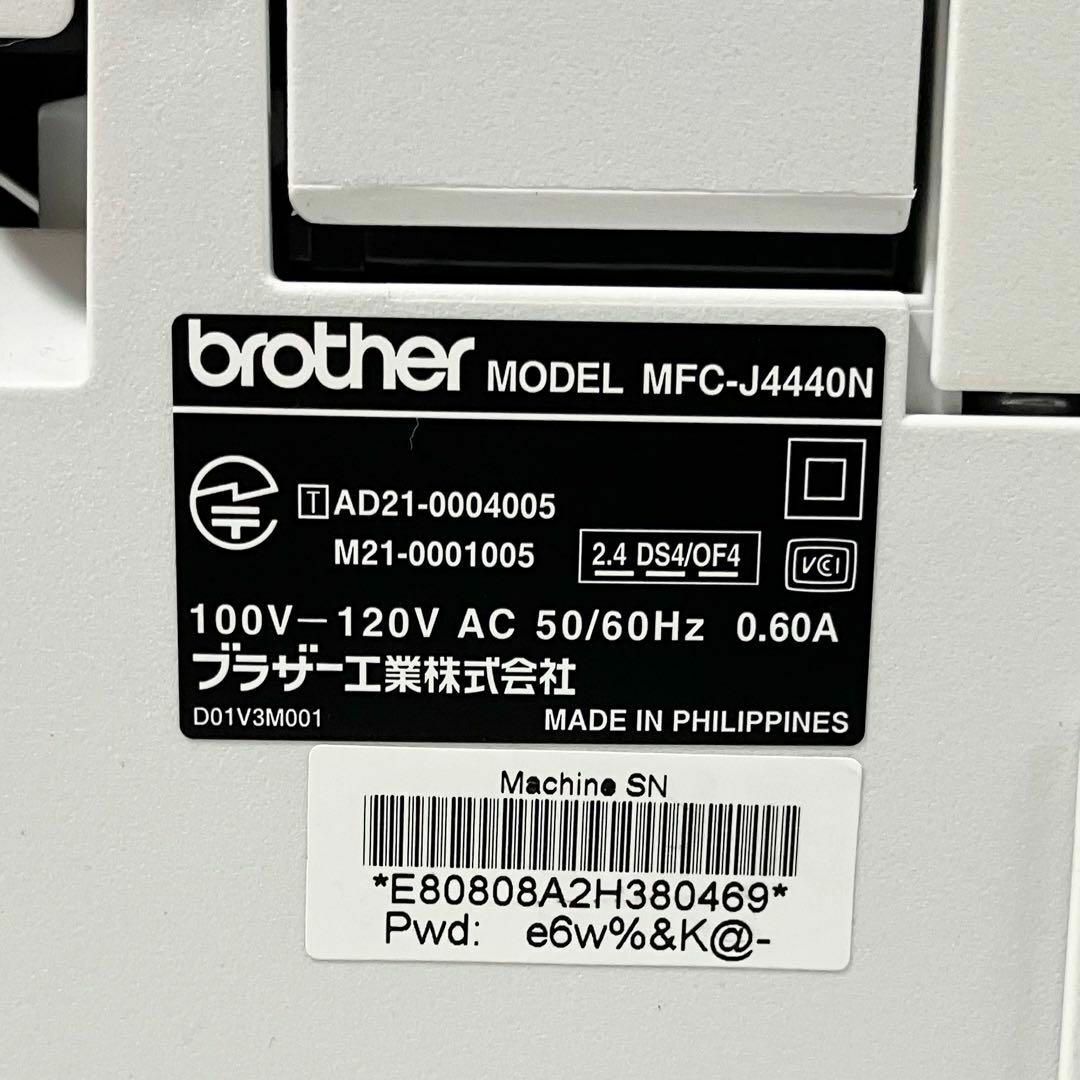 brother MODEL MFC-J4440N
T AD21-0004005
M21-0001005
2.4 DS4/OF4
VCI
100V-120V AC 50/60Hz 0.60A
ブラザー工業株式会社
D01V3M001 MADE IN PHILIPPINES
Machine SN
*E80808A2H380469*
Pwd: e6w%&K@-